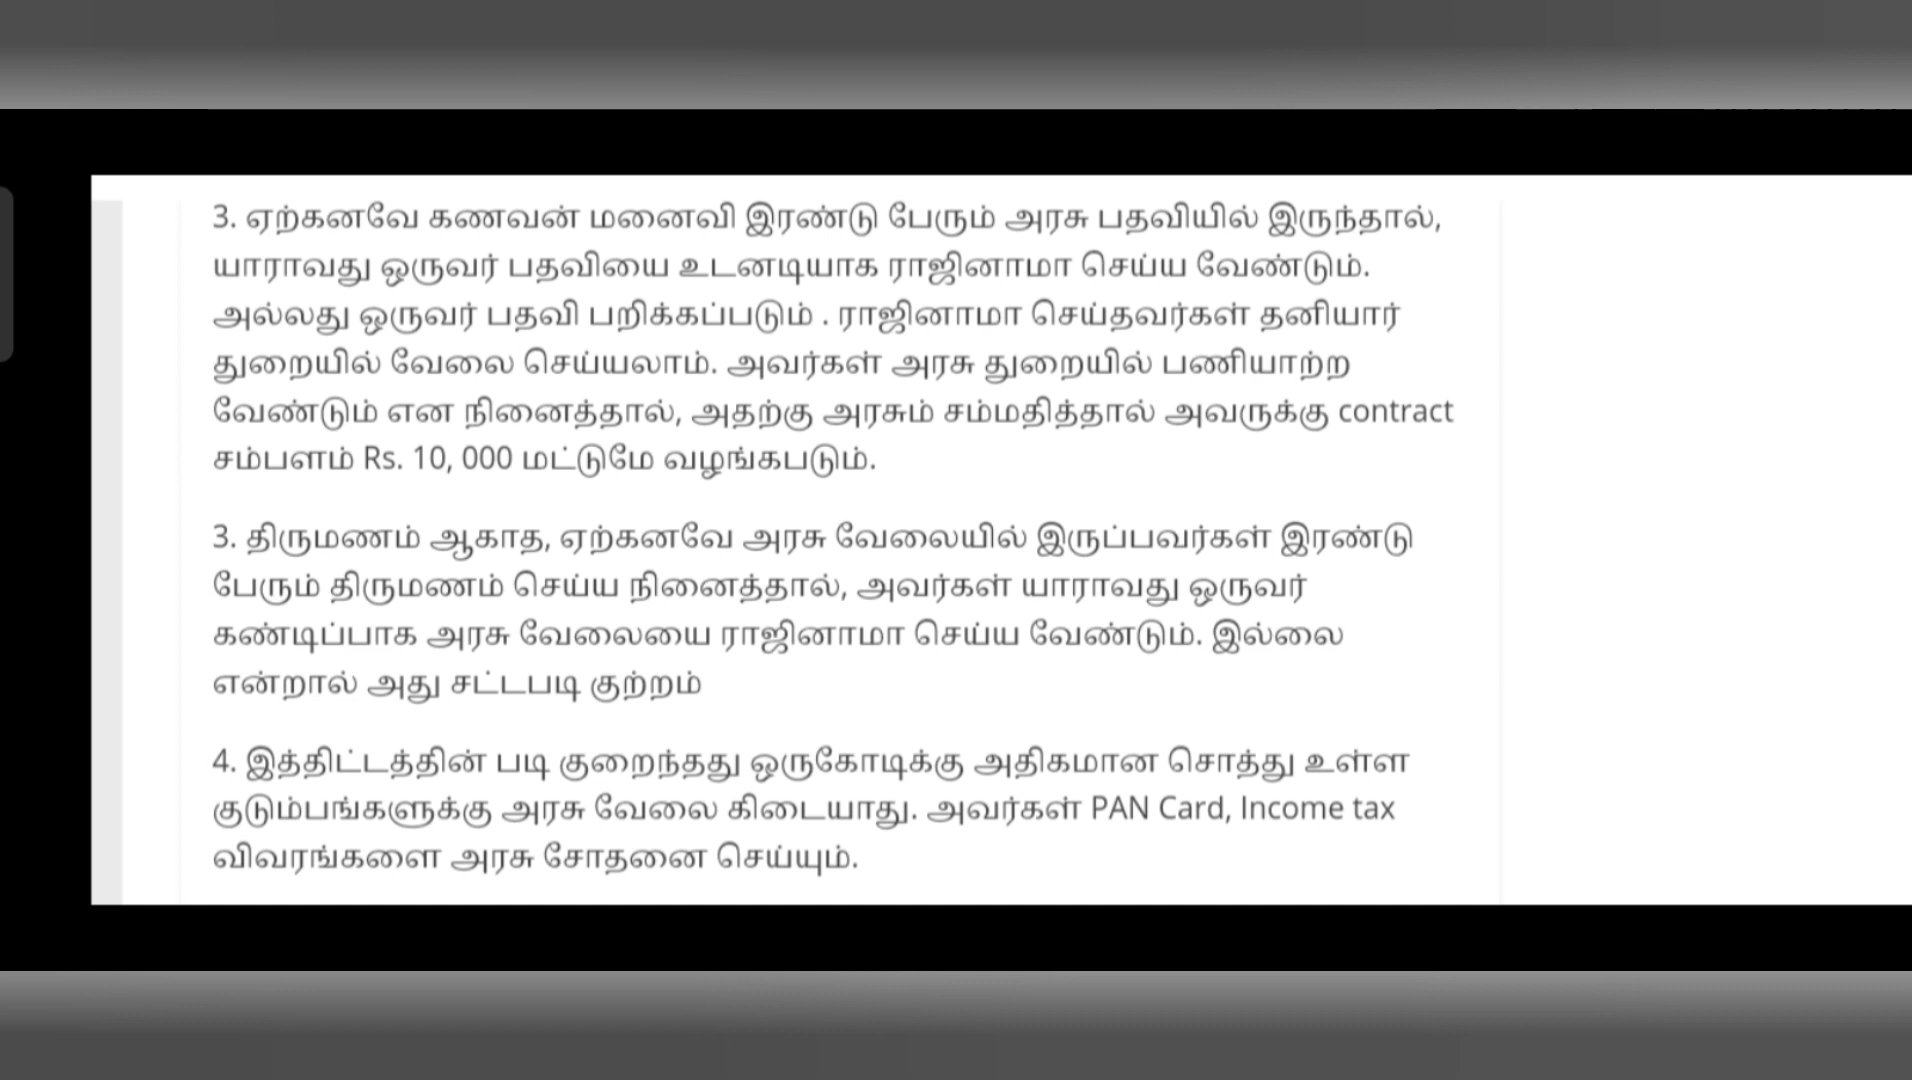 3. ஏற்கனவே கணவன் மனைவி இரண்டு பேரும் அரசு பதவியில் இருந்தால்,
யாராவது ஒருவர் பதவியை உடனடியாக ராஜினாமா செய்ய வேண்டும்.
அல்லது ஒருவர் பதவி பறிக்கப்படும் . ராஜினாமா செய்தவர்கள் தனியார்
துறையில் வேலை செய்யலாம். அவர்கள் அரசு துறையில் பணியாற்ற
வேண்டும் என நினைத்தால், அதற்கு அரசும் சம்மதித்தால் அவருக்கு contract
சம்பளம் Rs. 10, 000 மட்டுமே வழங்கபடும்.
3. திருமணம் ஆகாத, ஏற்கனவே அரசு வேலையில் இருப்பவர்கள் இரண்டு
பேரும் திருமணம் செய்ய நினைத்தால், அவர்கள் யாராவது ஒருவர்
கண்டிப்பாக அரசு வேலையை ராஜினாமா செய்ய வேண்டும். இல்லை
என்றால் அது சட்டபடி குற்றம்
4. இத்திட்டத்தின் படி குறைந்தது ஒருகோடிக்கு அதிகமான சொத்து உள்ள
குடும்பங்களுக்கு அரசு வேலை கிடையாது. அவர்கள் PAN Card, Income tax
விவரங்களை அரசு சோதனை செய்யும்.